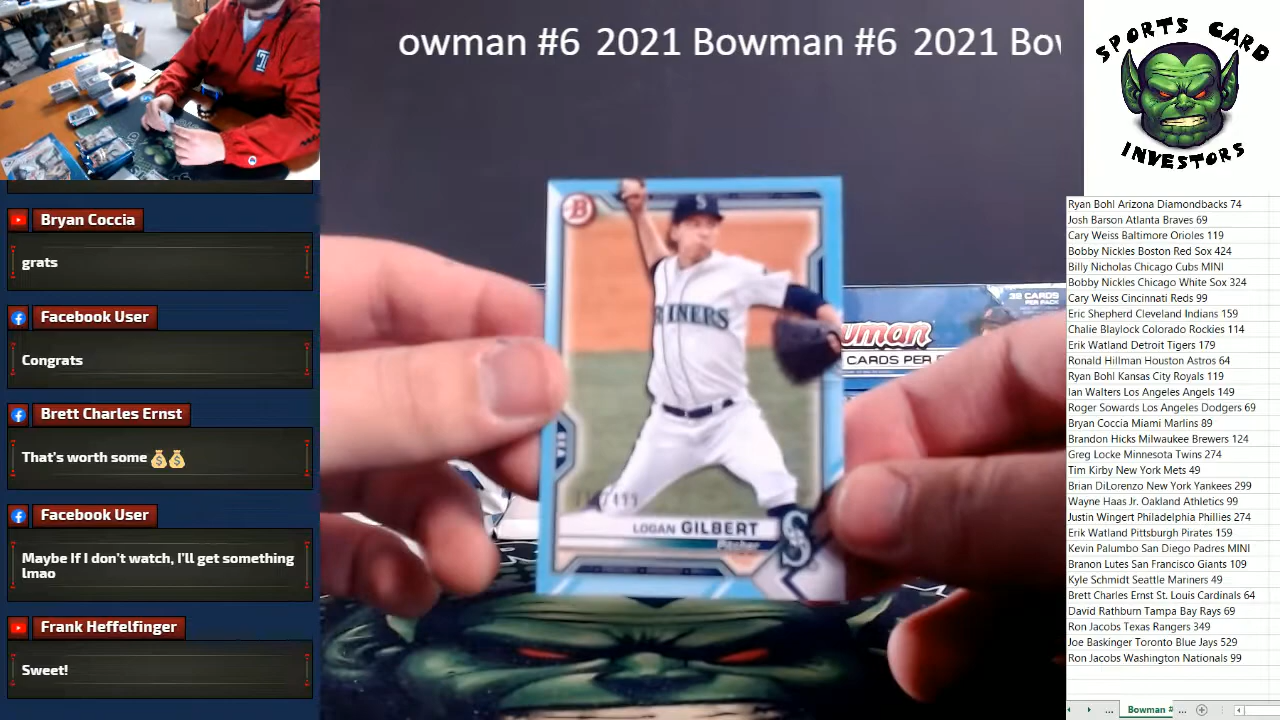 owman #6 2021 Bowman #6 2021 Bov
SPORTS CARD
INVESTORS
Bryan Coccia
grats
Facebook User
Congrats
Brett Charles Ernst
That's worth some 💰💰
Facebook User
Maybe If I don't watch, I'll get something
lmao
Frank Heffelfinger
Sweet!
B
S
RINERS
LOGAN GILBERT
Pitcher
S
32 CARDS
PER PACK
wman
CARDS PER
Ryan Bohl Arizona Diamondbacks 74
Josh Barson Atlanta Braves 69
Cary Weiss Baltimore Orioles 119
Bobby Nickles Boston Red Sox 424
Billy Nicholas Chicago Cubs MINI
Bobby Nickles Chicago White Sox 324
Cary Weiss Cincinnati Reds 99
Eric Shepherd Cleveland Indians 159
Chalie Blaylock Colorado Rockies 114
Erik Watland Detroit Tigers 179
Ronald Hillman Houston Astros 64
Ryan Bohl Kansas City Royals 119
Ian Walters Los Angeles Angels 149
Roger Sowards Los Angeles Dodgers 69
Bryan Coccia Miami Marlins 89
Brandon Hicks Milwaukee Brewers 124
Greg Locke Minnesota Twins 274
Tim Kirby New York Mets 49
Brian DiLorenzo New York Yankees 299
Wayne Haas Jr. Oakland Athletics 99
Justin Wingert Philadelphia Phillies 274
Erik Watland Pittsburgh Pirates 159
Kevin Palumbo San Diego Padres MINI
Branon Lutes San Francisco Giants 109
Kyle Schmidt Seattle Mariners 49
Brett Charles Ernst St. Louis Cardinals 64
David Rathburn Tampa Bay Rays 69
Ron Jacobs Texas Rangers 349
Joe Baskinger Toronto Blue Jays 529
Ron Jacobs Washington Nationals 99
... Bowman # ...